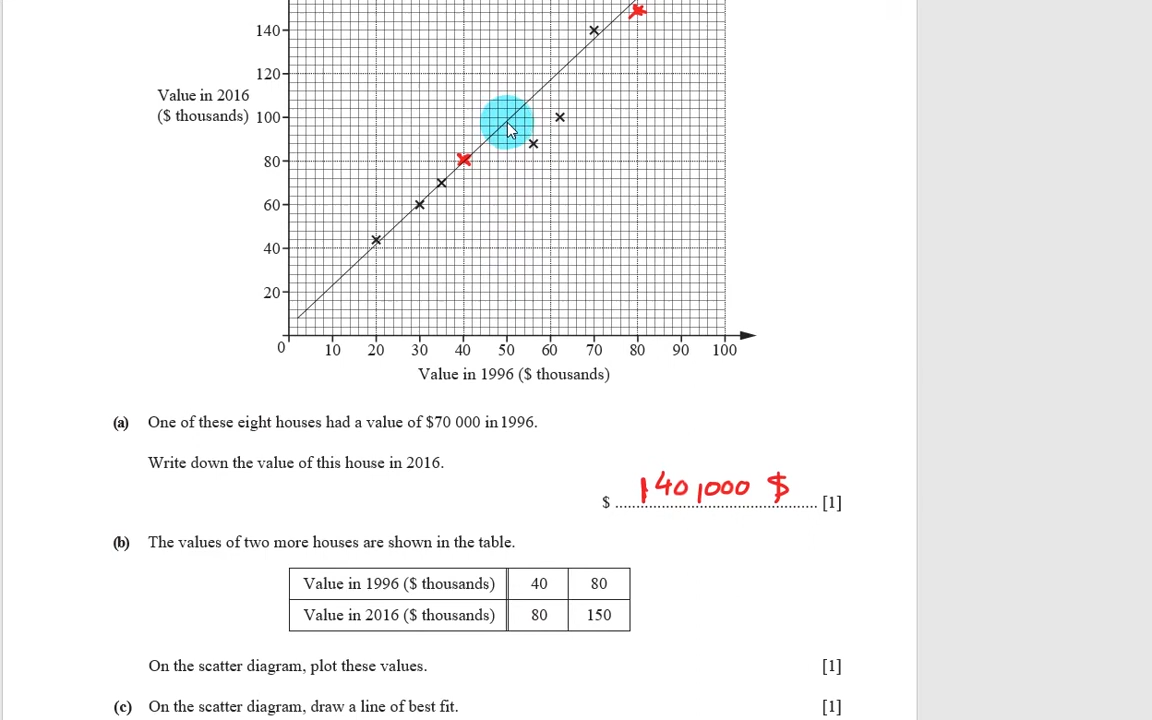 140
120
Value in 2016
($ thousands) 100
80
60
40
20
0 10 20 30 40 50 60 70 80 90 100
Value in 1996 ($ thousands)
(a) One of these eight houses had a value of $70 000 in 1996.
Write down the value of this house in 2016.
$ 140,000 $ [1]
(b) The values of two more houses are shown in the table.
Value in 1996 ($ thousands) 40 80
Value in 2016 ($ thousands) 80 150
On the scatter diagram, plot these values. [1]
(c) On the scatter diagram, draw a line of best fit. [1]